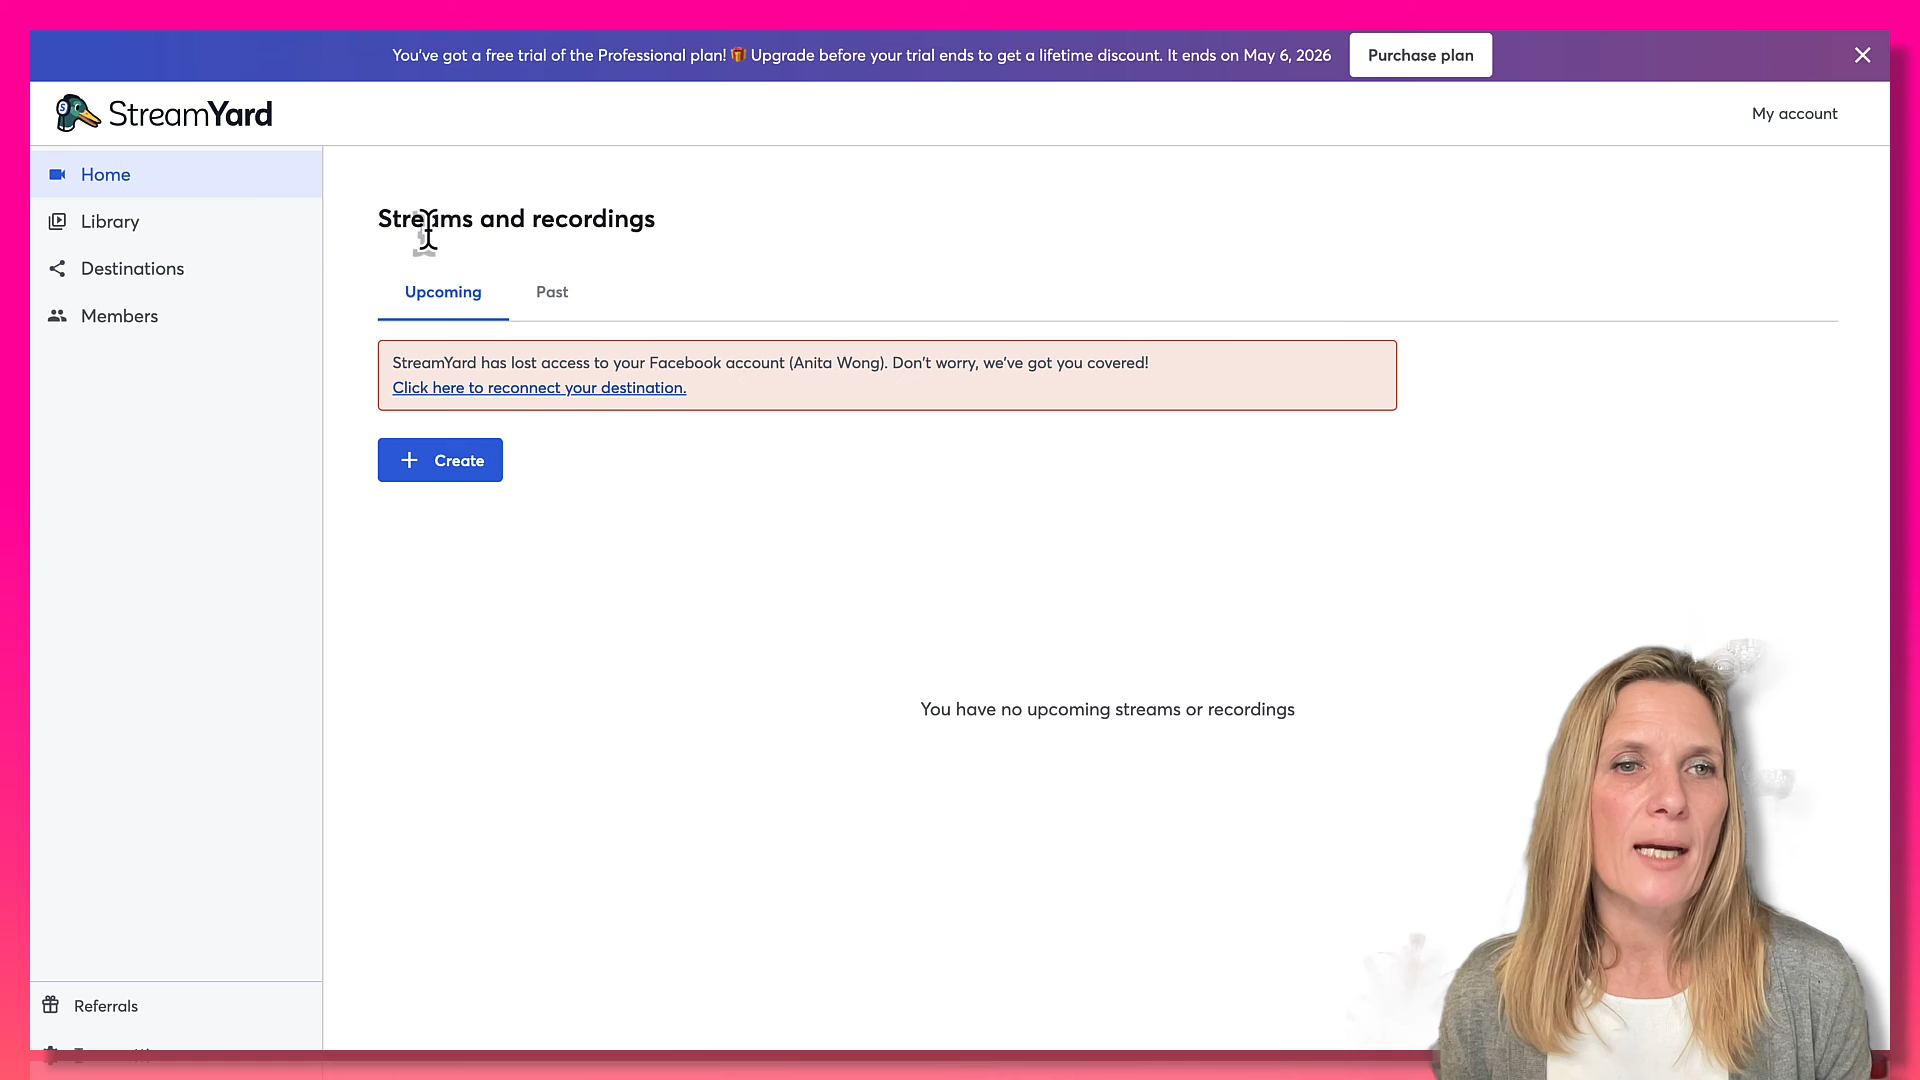 You've got a free trial of the Professional plan! 🎁 Upgrade before your trial ends to get a lifetime discount. It ends on May 6, 2026
Purchase plan
StreamYard
My account
Home
Library
Destinations
Members
Streams and recordings
Upcoming
Past
StreamYard has lost access to your Facebook account (Anita Wong). Don't worry, we've got you covered!
Click here to reconnect your destination.
+ Create
You have no upcoming streams or recordings
Referrals